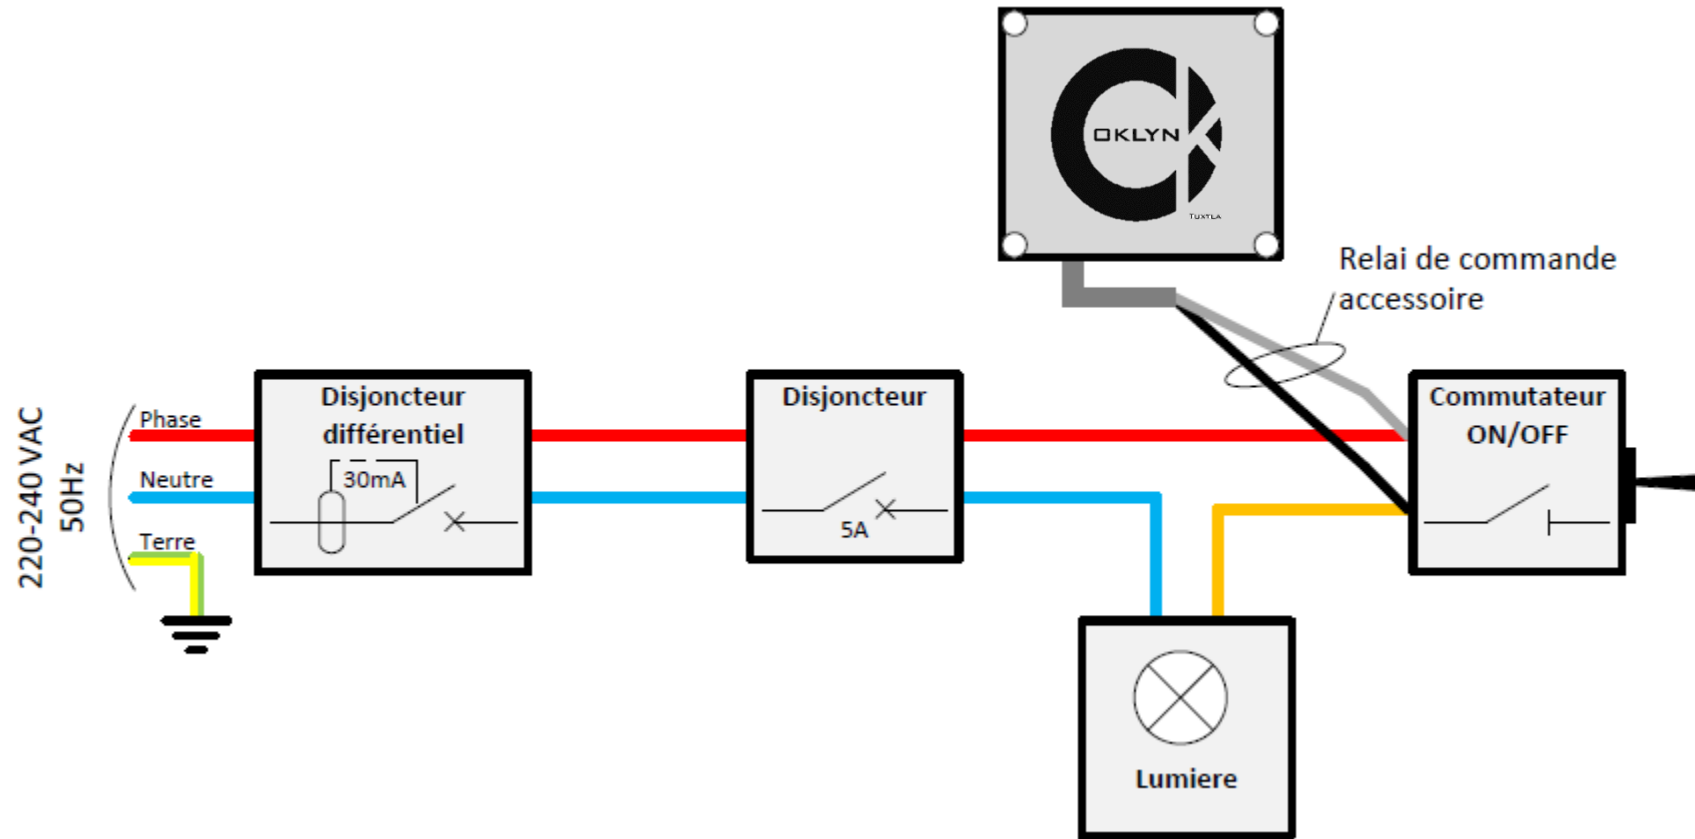 OKLYN
TUXTLA
Relai de commande
accessoire
220-240 VAC
50Hz
Phase
Neutre
Terre
Disjoncteur
différentiel
30mA
Disjoncteur
5A
Commutateur
ON/OFF
Lumiere